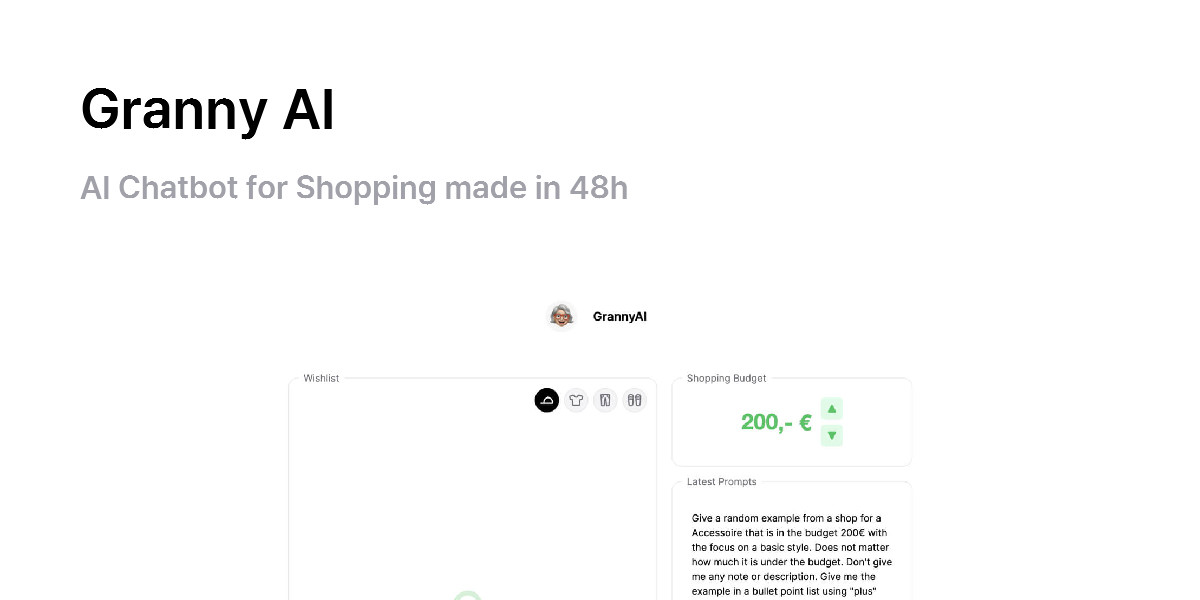 Granny AI
AI Chatbot for Shopping made in 48h
GrannyAI
Wishlist
Shopping Budget
200,- €
Latest Prompts
Give a random example from a shop for a
Accessoire that is in the budget 200€ with
the focus on a basic style. Does not matter
how much it is under the budget. Don't give
me any note or description. Give me the
example in a bullet point list using "plus"